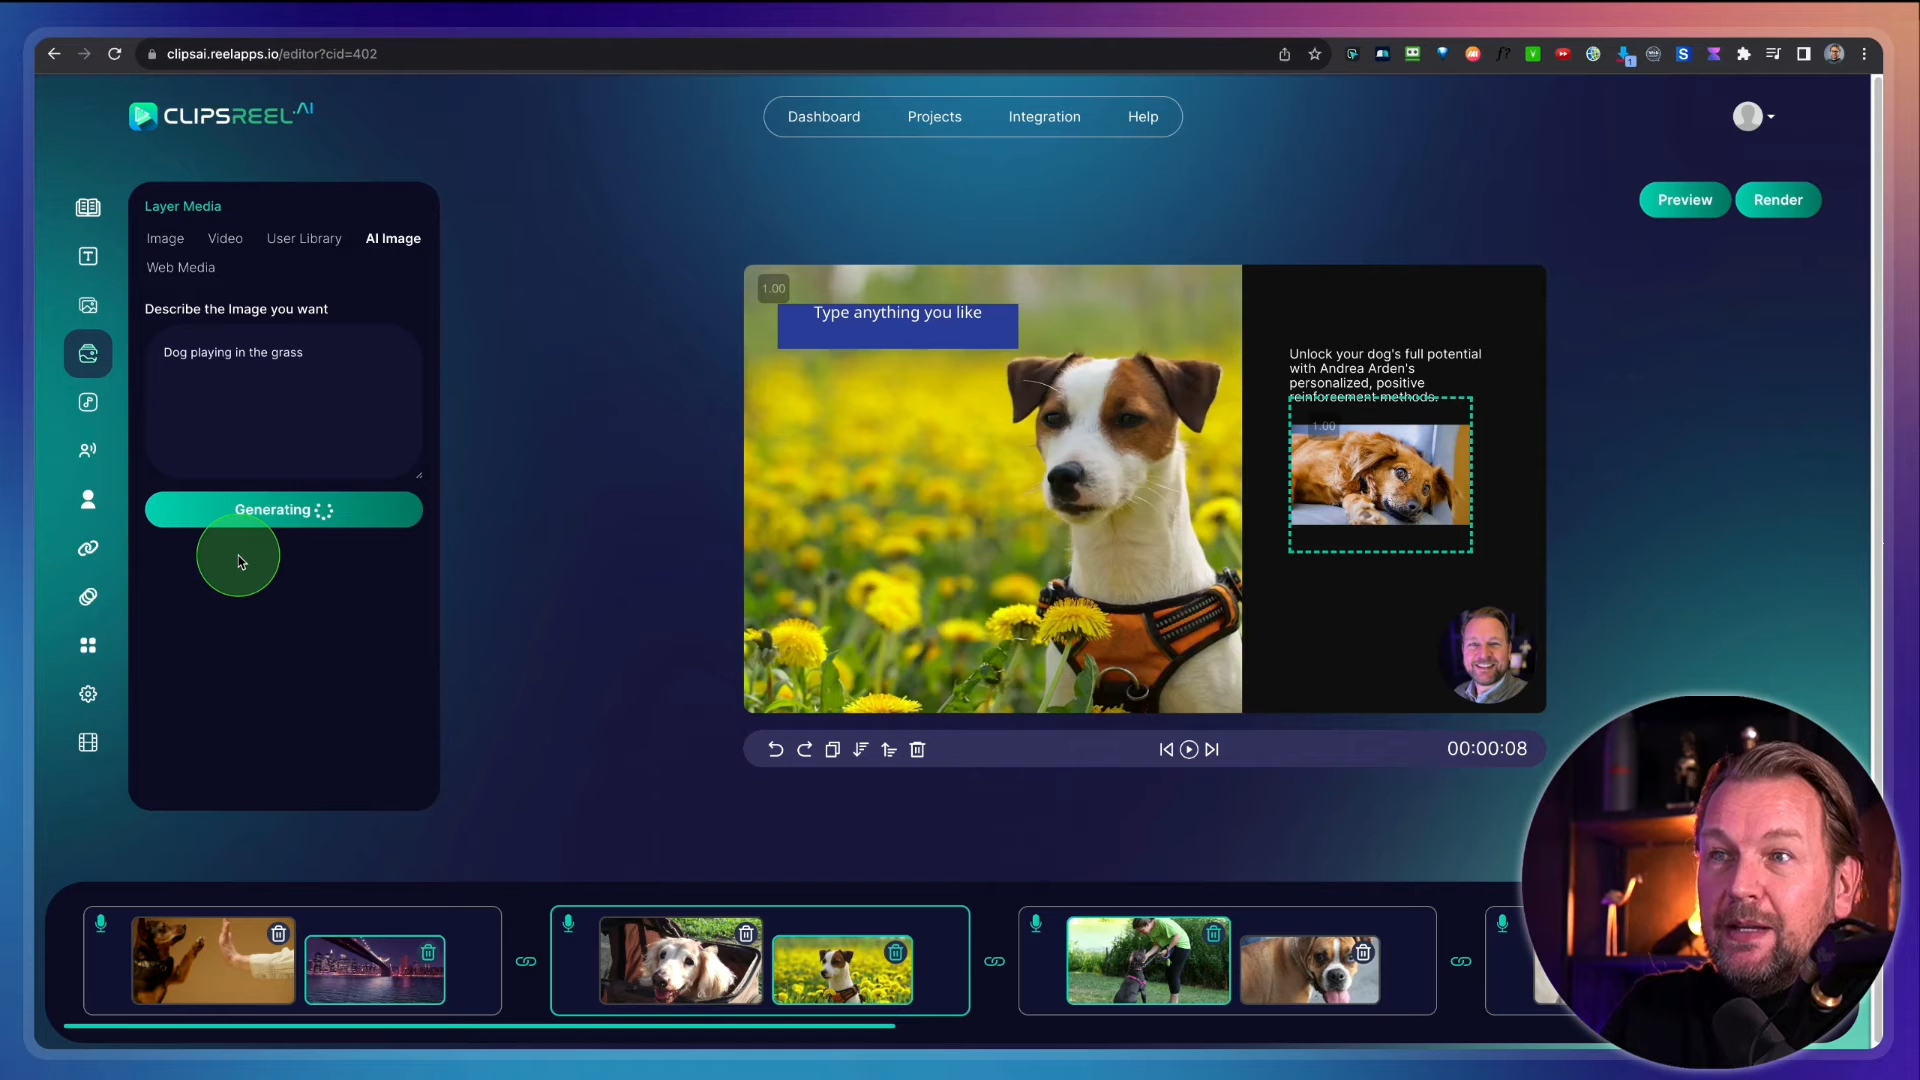 clipsai.reelapps.io/editor?cid=402
CLIPSREEL.AI
Dashboard
Projects
Integration
Help
Layer Media
Preview
Render
Image
Video
User Library
AI Image
Web Media
1.00
Describe the Image you want
Type anything you like
Dog playing in the grass
Unlock your dog's full potential
with Andrea Arden's
personalized, positive
reinforcement methods.
1.00
Generating
00:00:08